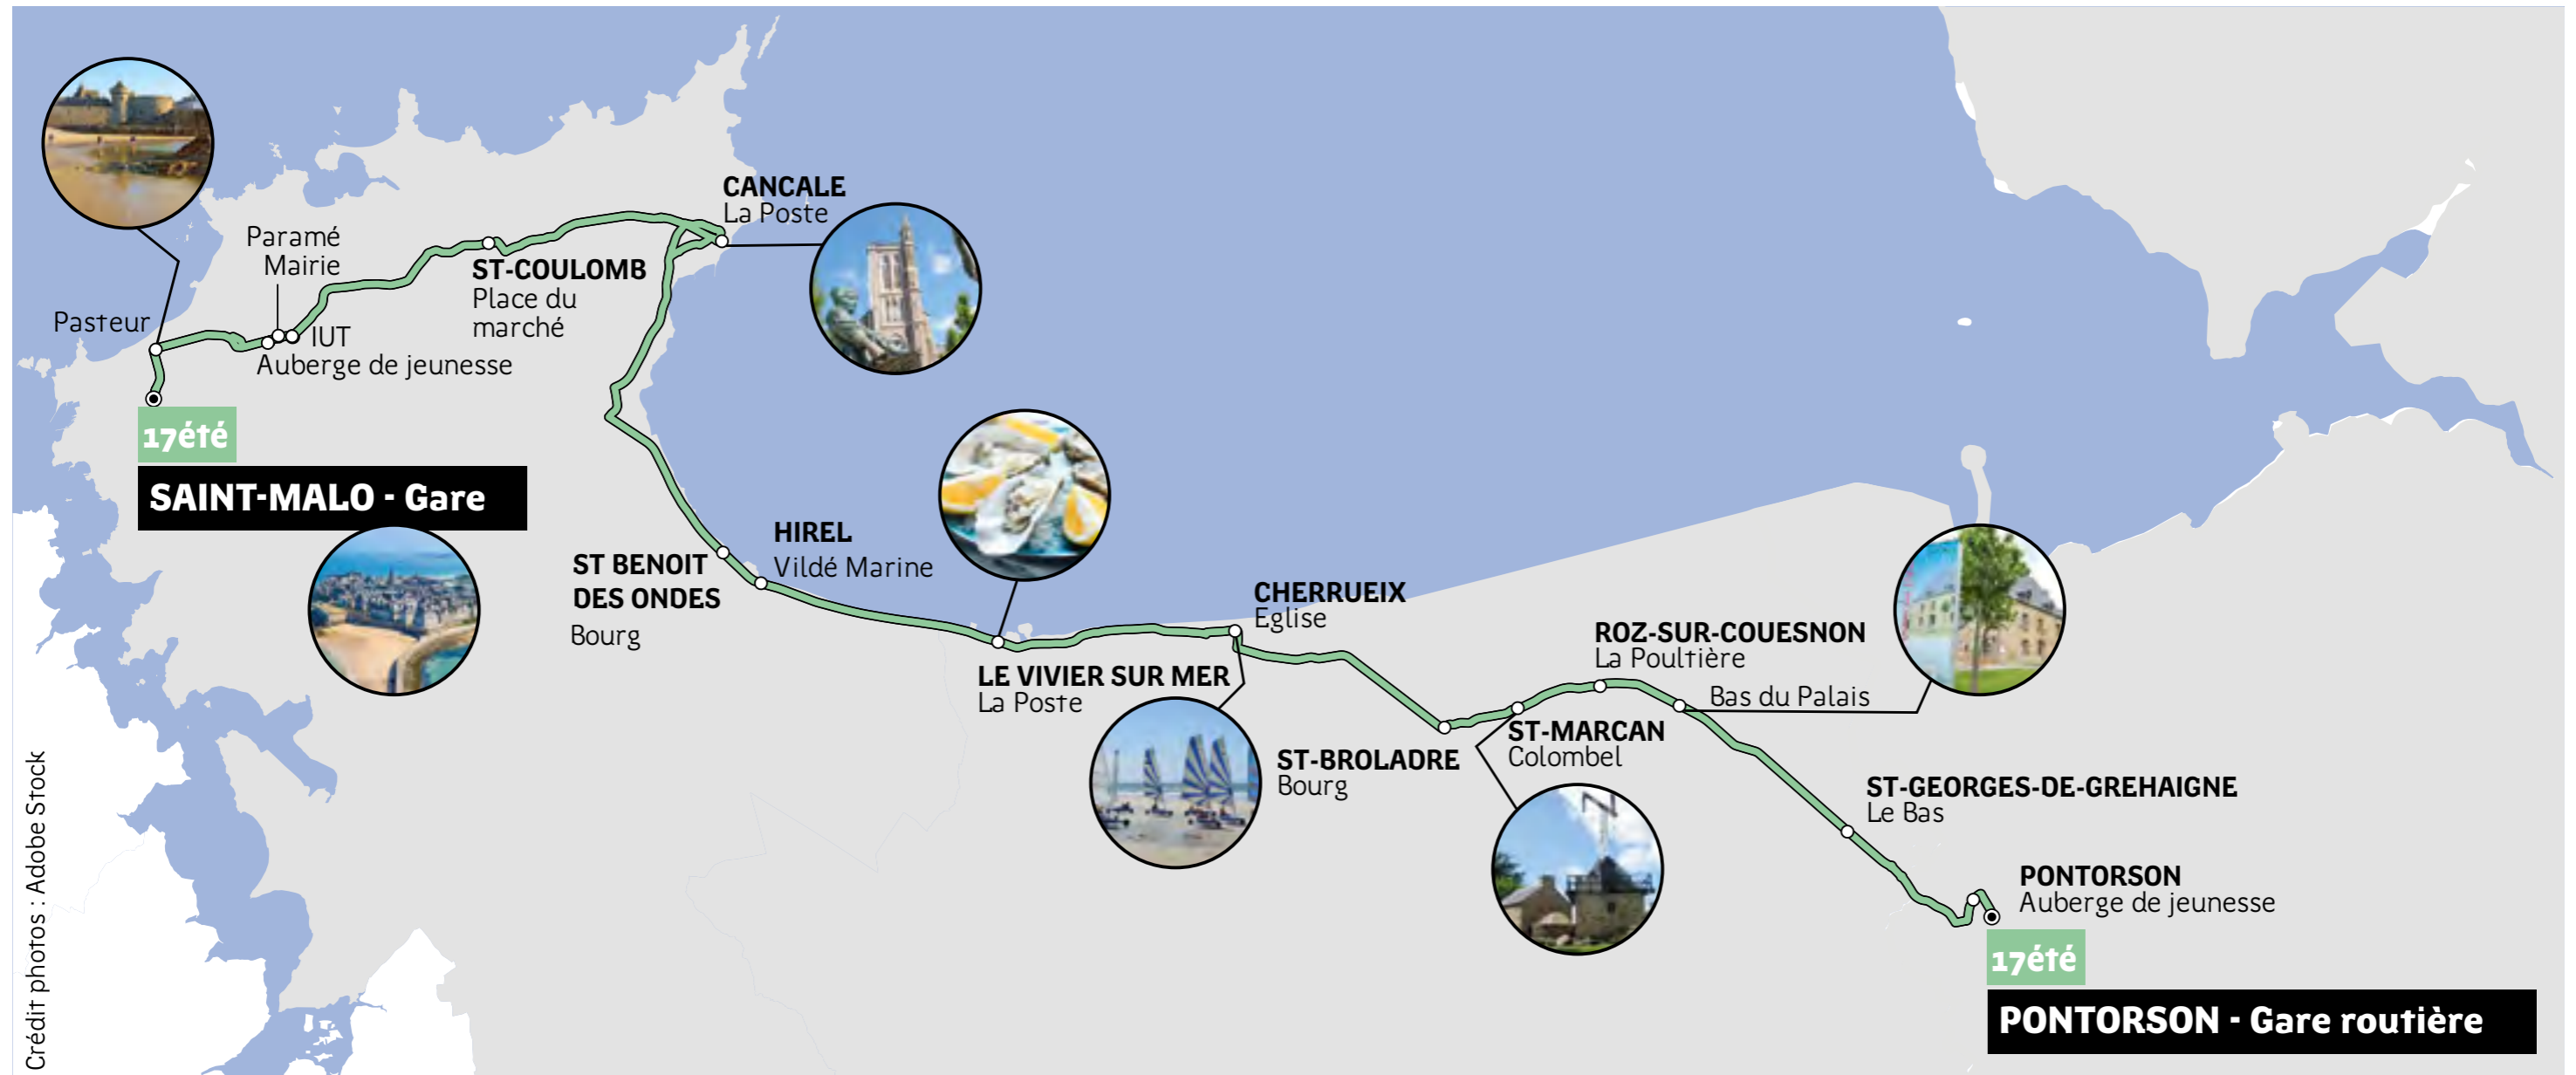 Paramé
Mairie
Pasteur
IUT
Auberge de jeunesse
17été
SAINT-MALO - Gare
ST-COULOMB
Place du
marché
CANCALE
La Poste
ST BENOIT
DES ONDES
Bourg
HIREL
Vildé Marine
LE VIVIER SUR MER
La Poste
CHERRUEIX
Eglise
ST-BROLADRE
Bourg
ST-MARCAN
Colombel
ROZ-SUR-COUESNON
La Poultière
Bas du Palais
ST-GEORGES-DE-GREHAIGNE
Le Bas
PONTORSON
Auberge de jeunesse
17été
PONTORSON - Gare routière
Crédit photos : Adobe Stock